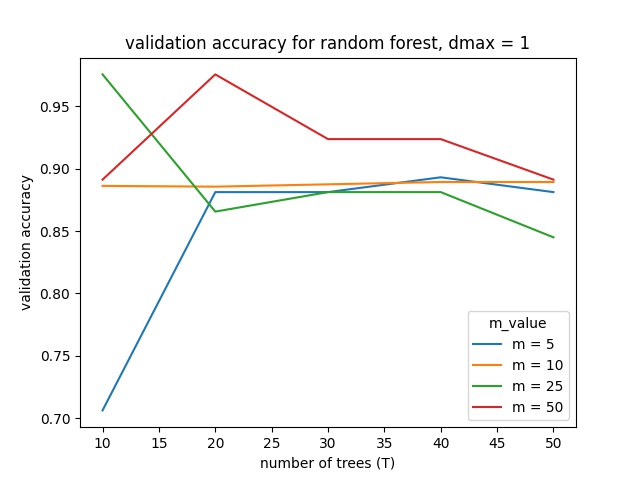 validation accuracy for random forest, dmax = 1
validation accuracy
0.95
0.90
0.85
0.80
0.75
0.70
m_value
m = 5
m = 10
m = 25
m = 50
10 15 20 25 30 35 40 45 50
number of trees (T)